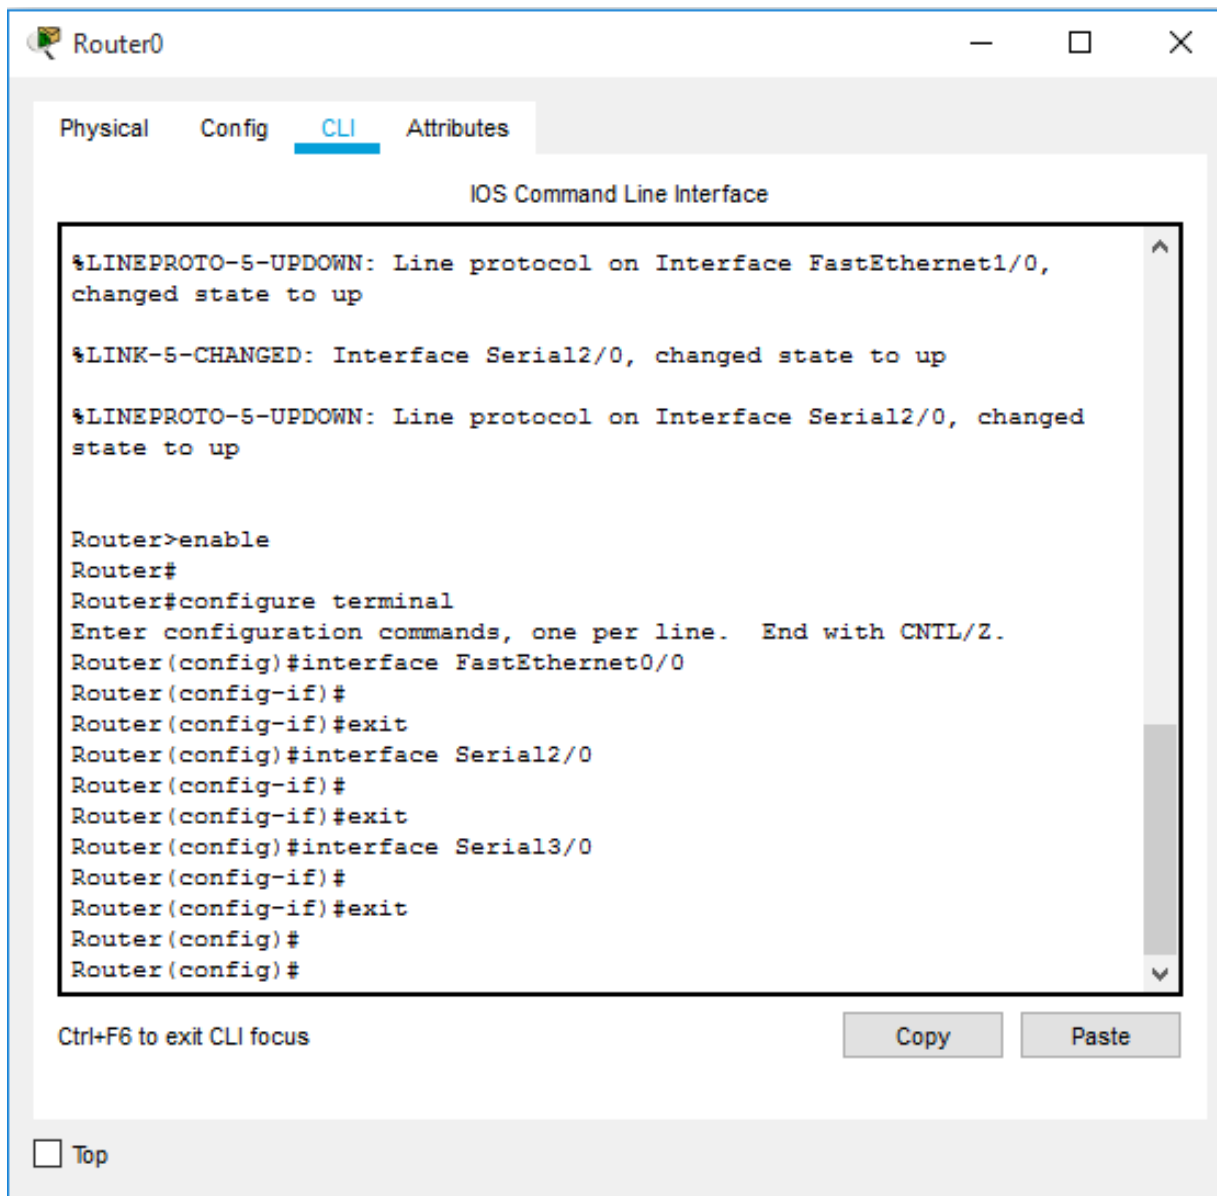 Router0
Physical Config CLI Attributes
IOS Command Line Interface
%LINEPROTO-5-UPDOWN: Line protocol on Interface FastEthernet1/0,
changed state to up
%LINK-5-CHANGED: Interface Serial2/0, changed state to up
%LINEPROTO-5-UPDOWN: Line protocol on Interface Serial2/0, changed
state to up
Router>enable
Router#
Router#configure terminal
Enter configuration commands, one per line.  End with CNTL/Z.
Router(config)#interface FastEthernet0/0
Router(config-if)#
Router(config-if)#exit
Router(config)#interface Serial2/0
Router(config-if)#
Router(config-if)#exit
Router(config)#interface Serial3/0
Router(config-if)#
Router(config-if)#exit
Router(config)#
Router(config)#
Ctrl+F6 to exit CLI focus Copy Paste
Top